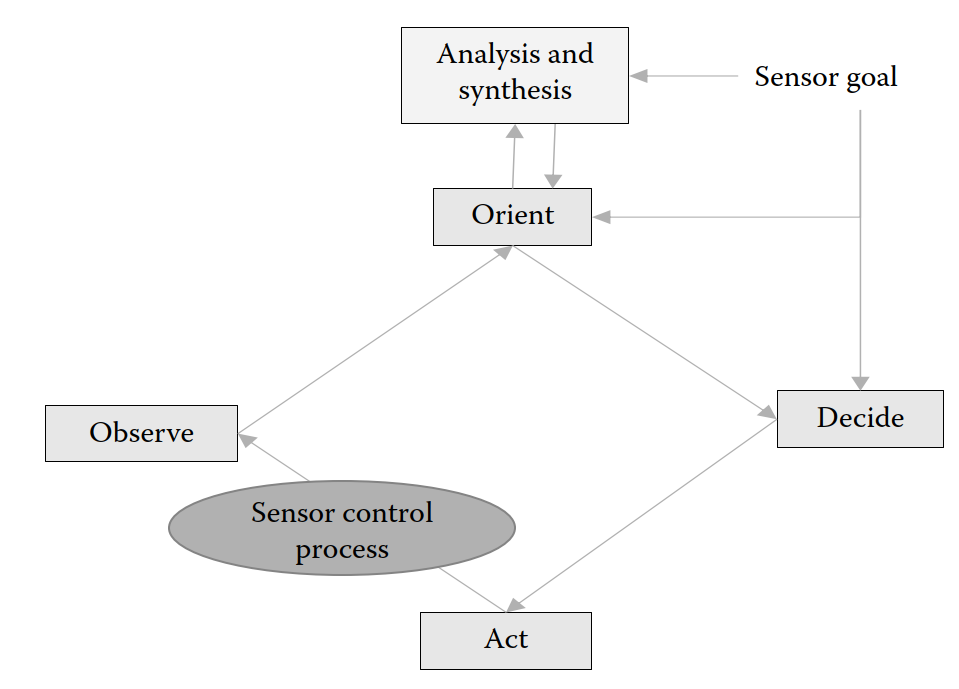 Analysis and
synthesis
Sensor goal
Orient
Observe
Decide
Sensor control
process
Act